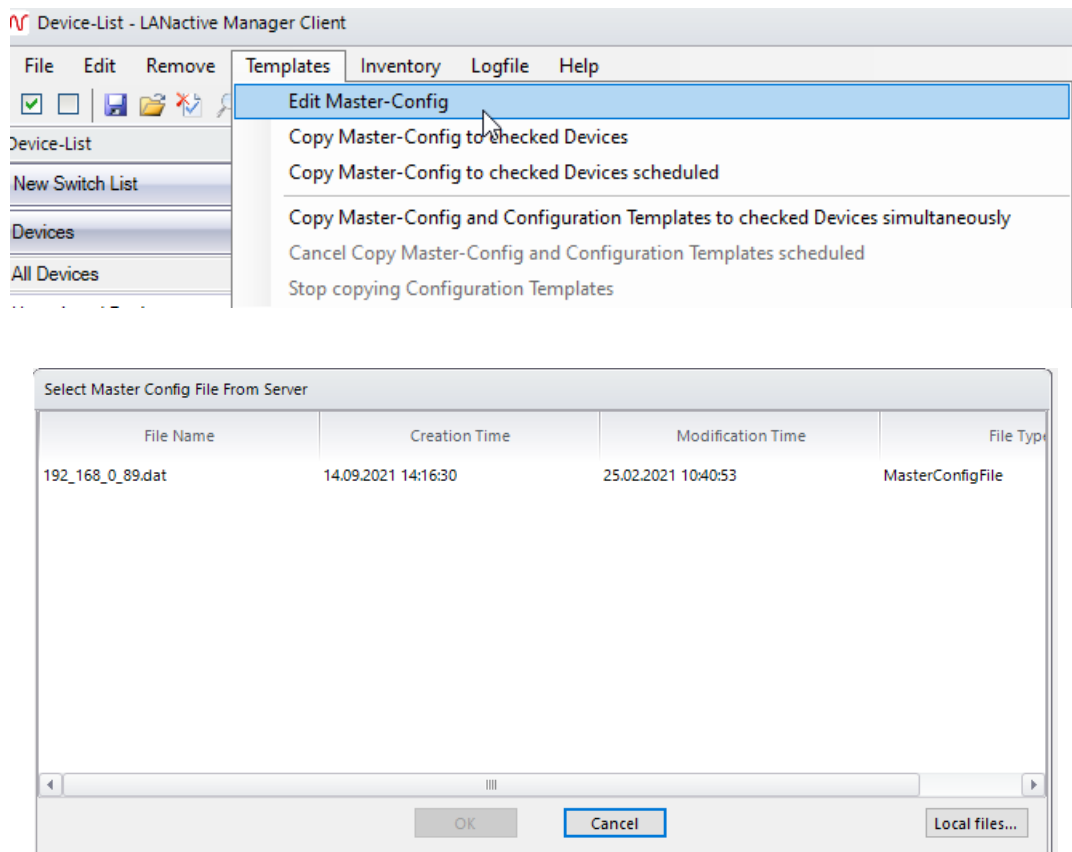 Device-List - LANactive Manager Client
File Edit Remove Templates Inventory Logfile Help
Edit Master-Config
Device-List
Copy Master-Config to checked Devices
New Switch List
Copy Master-Config to checked Devices scheduled
Devices
Copy Master-Config and Configuration Templates to checked Devices simultaneously
Cancel Copy Master-Config and Configuration Templates scheduled
All Devices
Stop copying Configuration Templates
Select Master Config File From Server
File Name Creation Time Modification Time File Type
192_168_0_89.dat 14.09.2021 14:16:30 25.02.2021 10:40:53 MasterConfigFile
OK Cancel Local files...